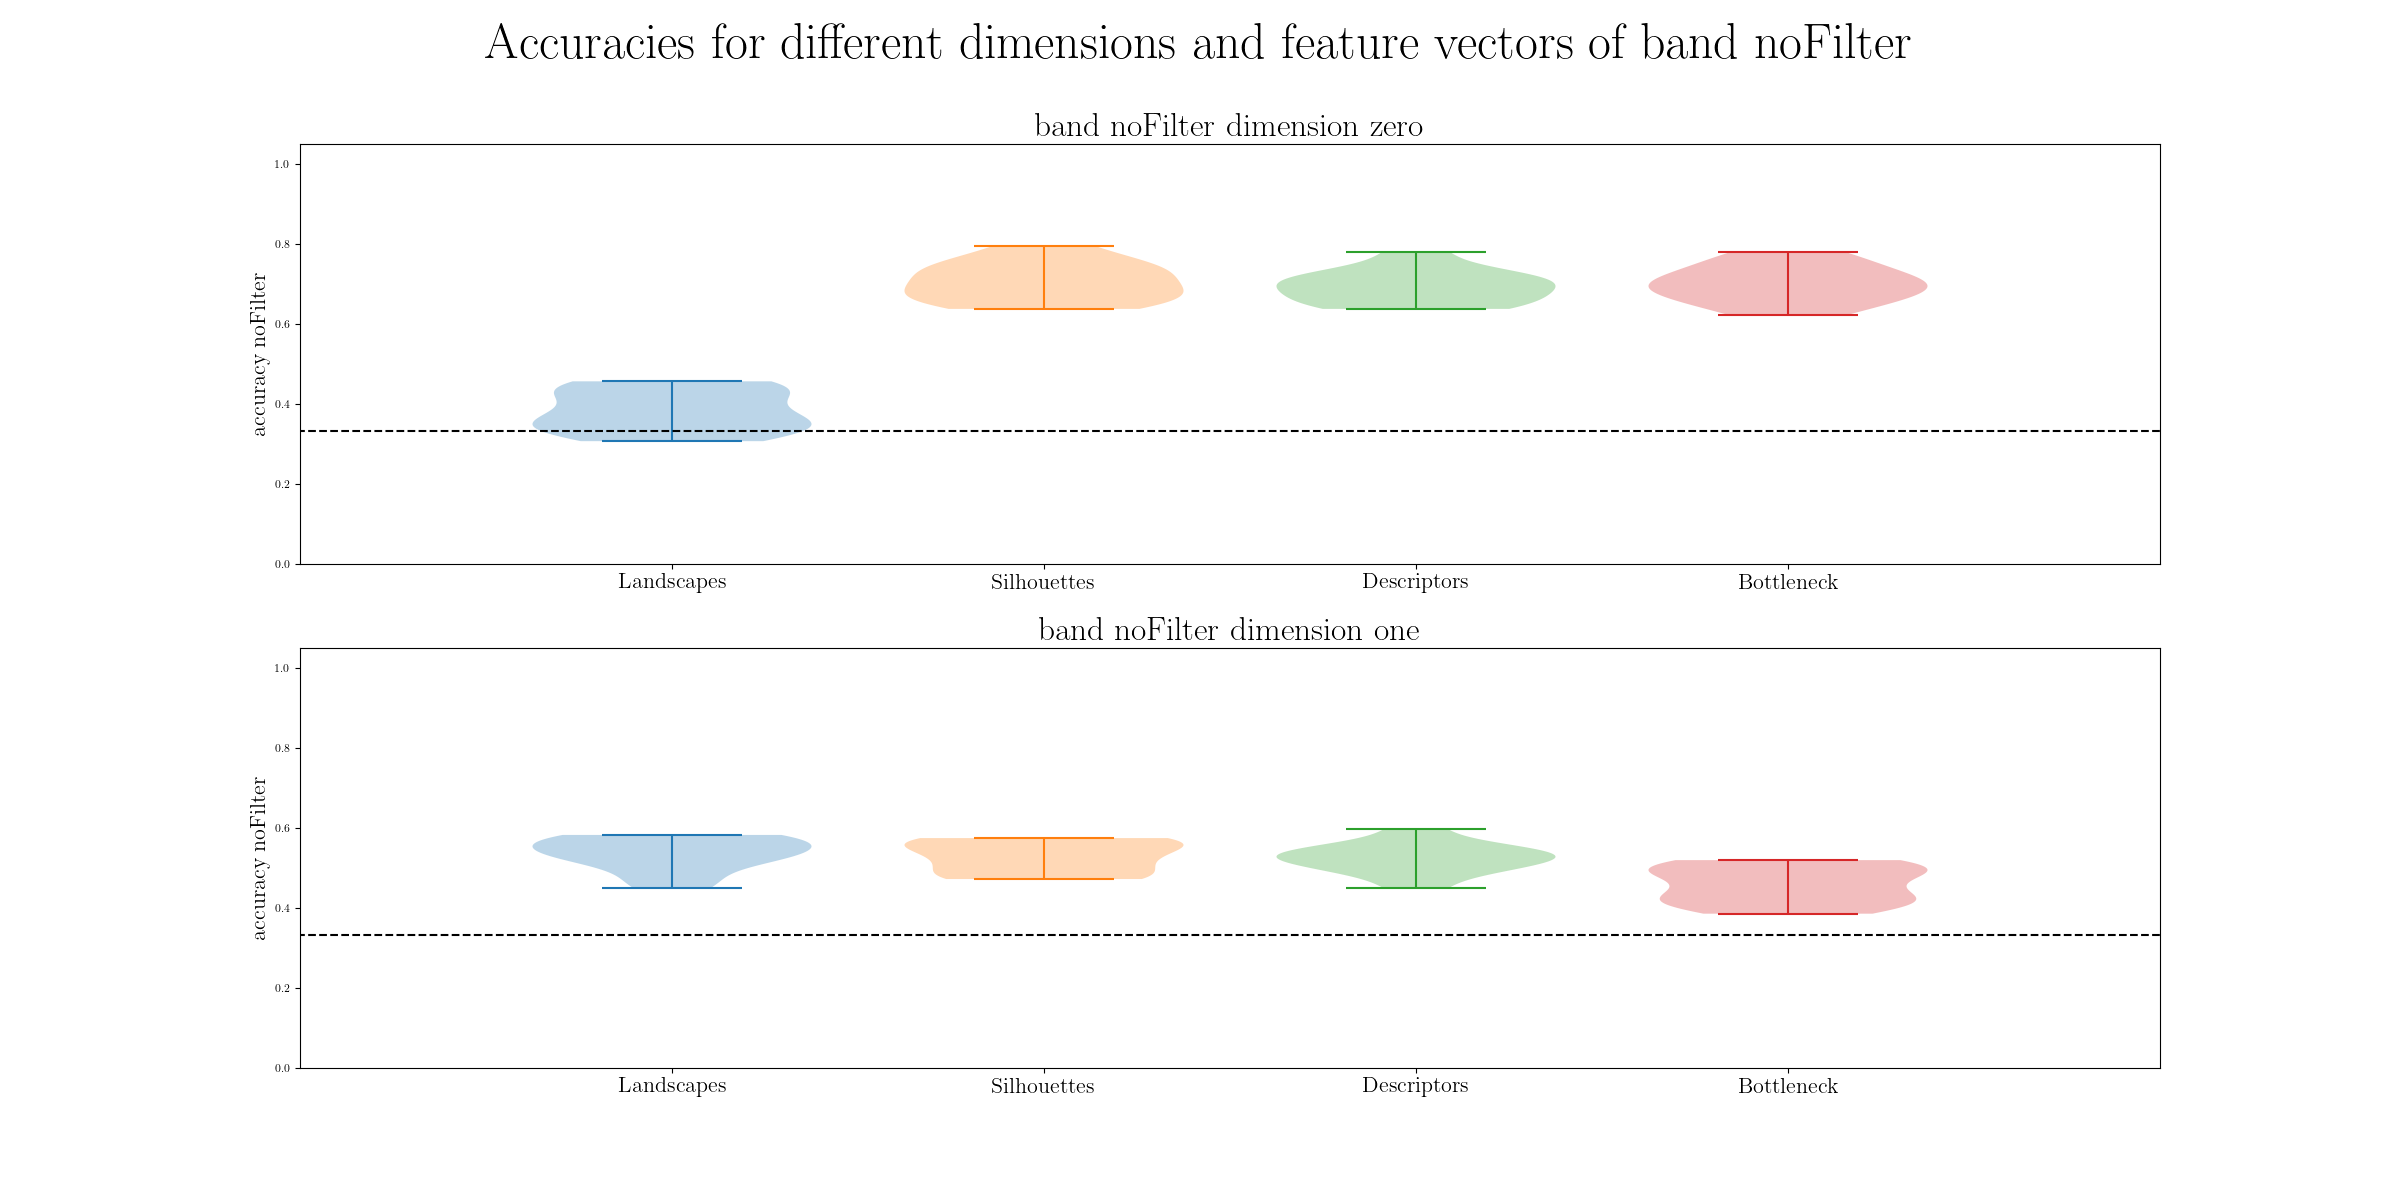 Accuracies for different dimensions and feature vectors of band noFilter
band noFilter dimension zero
accuracy noFilter
1.0
0.8
0.6
0.4
0.2
0.0
Landscapes Silhouettes Descriptors Bottleneck
band noFilter dimension one
accuracy noFilter
1.0
0.8
0.6
0.4
0.2
0.0
Landscapes Silhouettes Descriptors Bottleneck